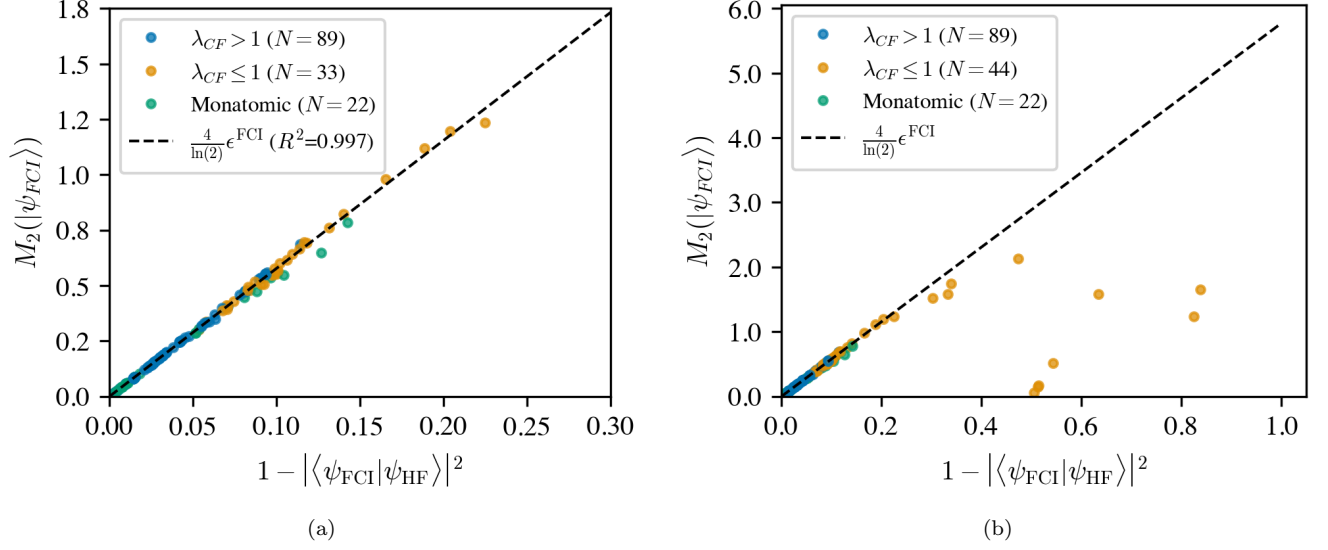 1.8
1.5
1.2
1.0
0.8
0.5
0.2
0.0
M₂(|ψ_FCI⟩)
λ_CF > 1 (N = 89)
λ_CF ≤ 1 (N = 33)
Monatomic (N = 22)
4/ln(2) ϵ^FCI (R²=0.997)
0.00 0.05 0.10 0.15 0.20 0.25 0.30
1 − |⟨ψ_FCI|ψ_HF⟩|²
(a)
6.0
5.0
4.0
3.0
2.0
1.0
0.0
M₂(|ψ_FCI⟩)
λ_CF > 1 (N = 89)
λ_CF ≤ 1 (N = 44)
Monatomic (N = 22)
4/ln(2) ϵ^FCI
0.0 0.2 0.4 0.6 0.8 1.0
1 − |⟨ψ_FCI|ψ_HF⟩|²
(b)